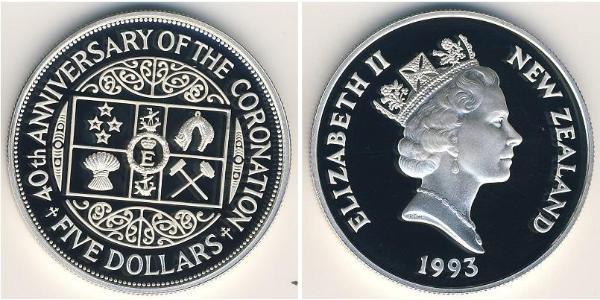 40th ANNIVERSARY OF THE CORONATION
E
FIVE DOLLARS
ELIZABETH II
NEW ZEALAND
1993